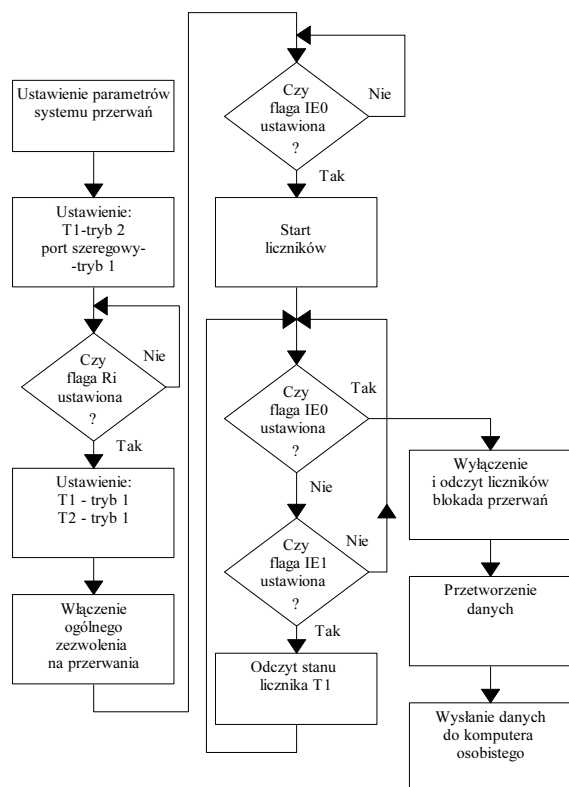 Ustawienie parametrów
systemu przerwań
Ustawienie:
T1-tryb 2
port szeregowy-
-tryb 1
Nie
Czy
flaga Ri
ustawiona
?
Tak
Ustawienie:
T1 - tryb 1
T2 - tryb 1
Włączenie
ogólnego
zezwolenia
na przerwania
Czy
flaga IE0
ustawiona
?
Nie
Tak
Start
liczników
Czy
flaga IE0
ustawiona
?
Tak
Nie
Czy
flaga IE1
ustawiona
?
Nie
Tak
Odczyt stanu
licznika T1
Wyłączenie
i odczyt liczników
blokada przerwań
Przetworzenie
danych
Wysłanie danych
do komputera
osobistego